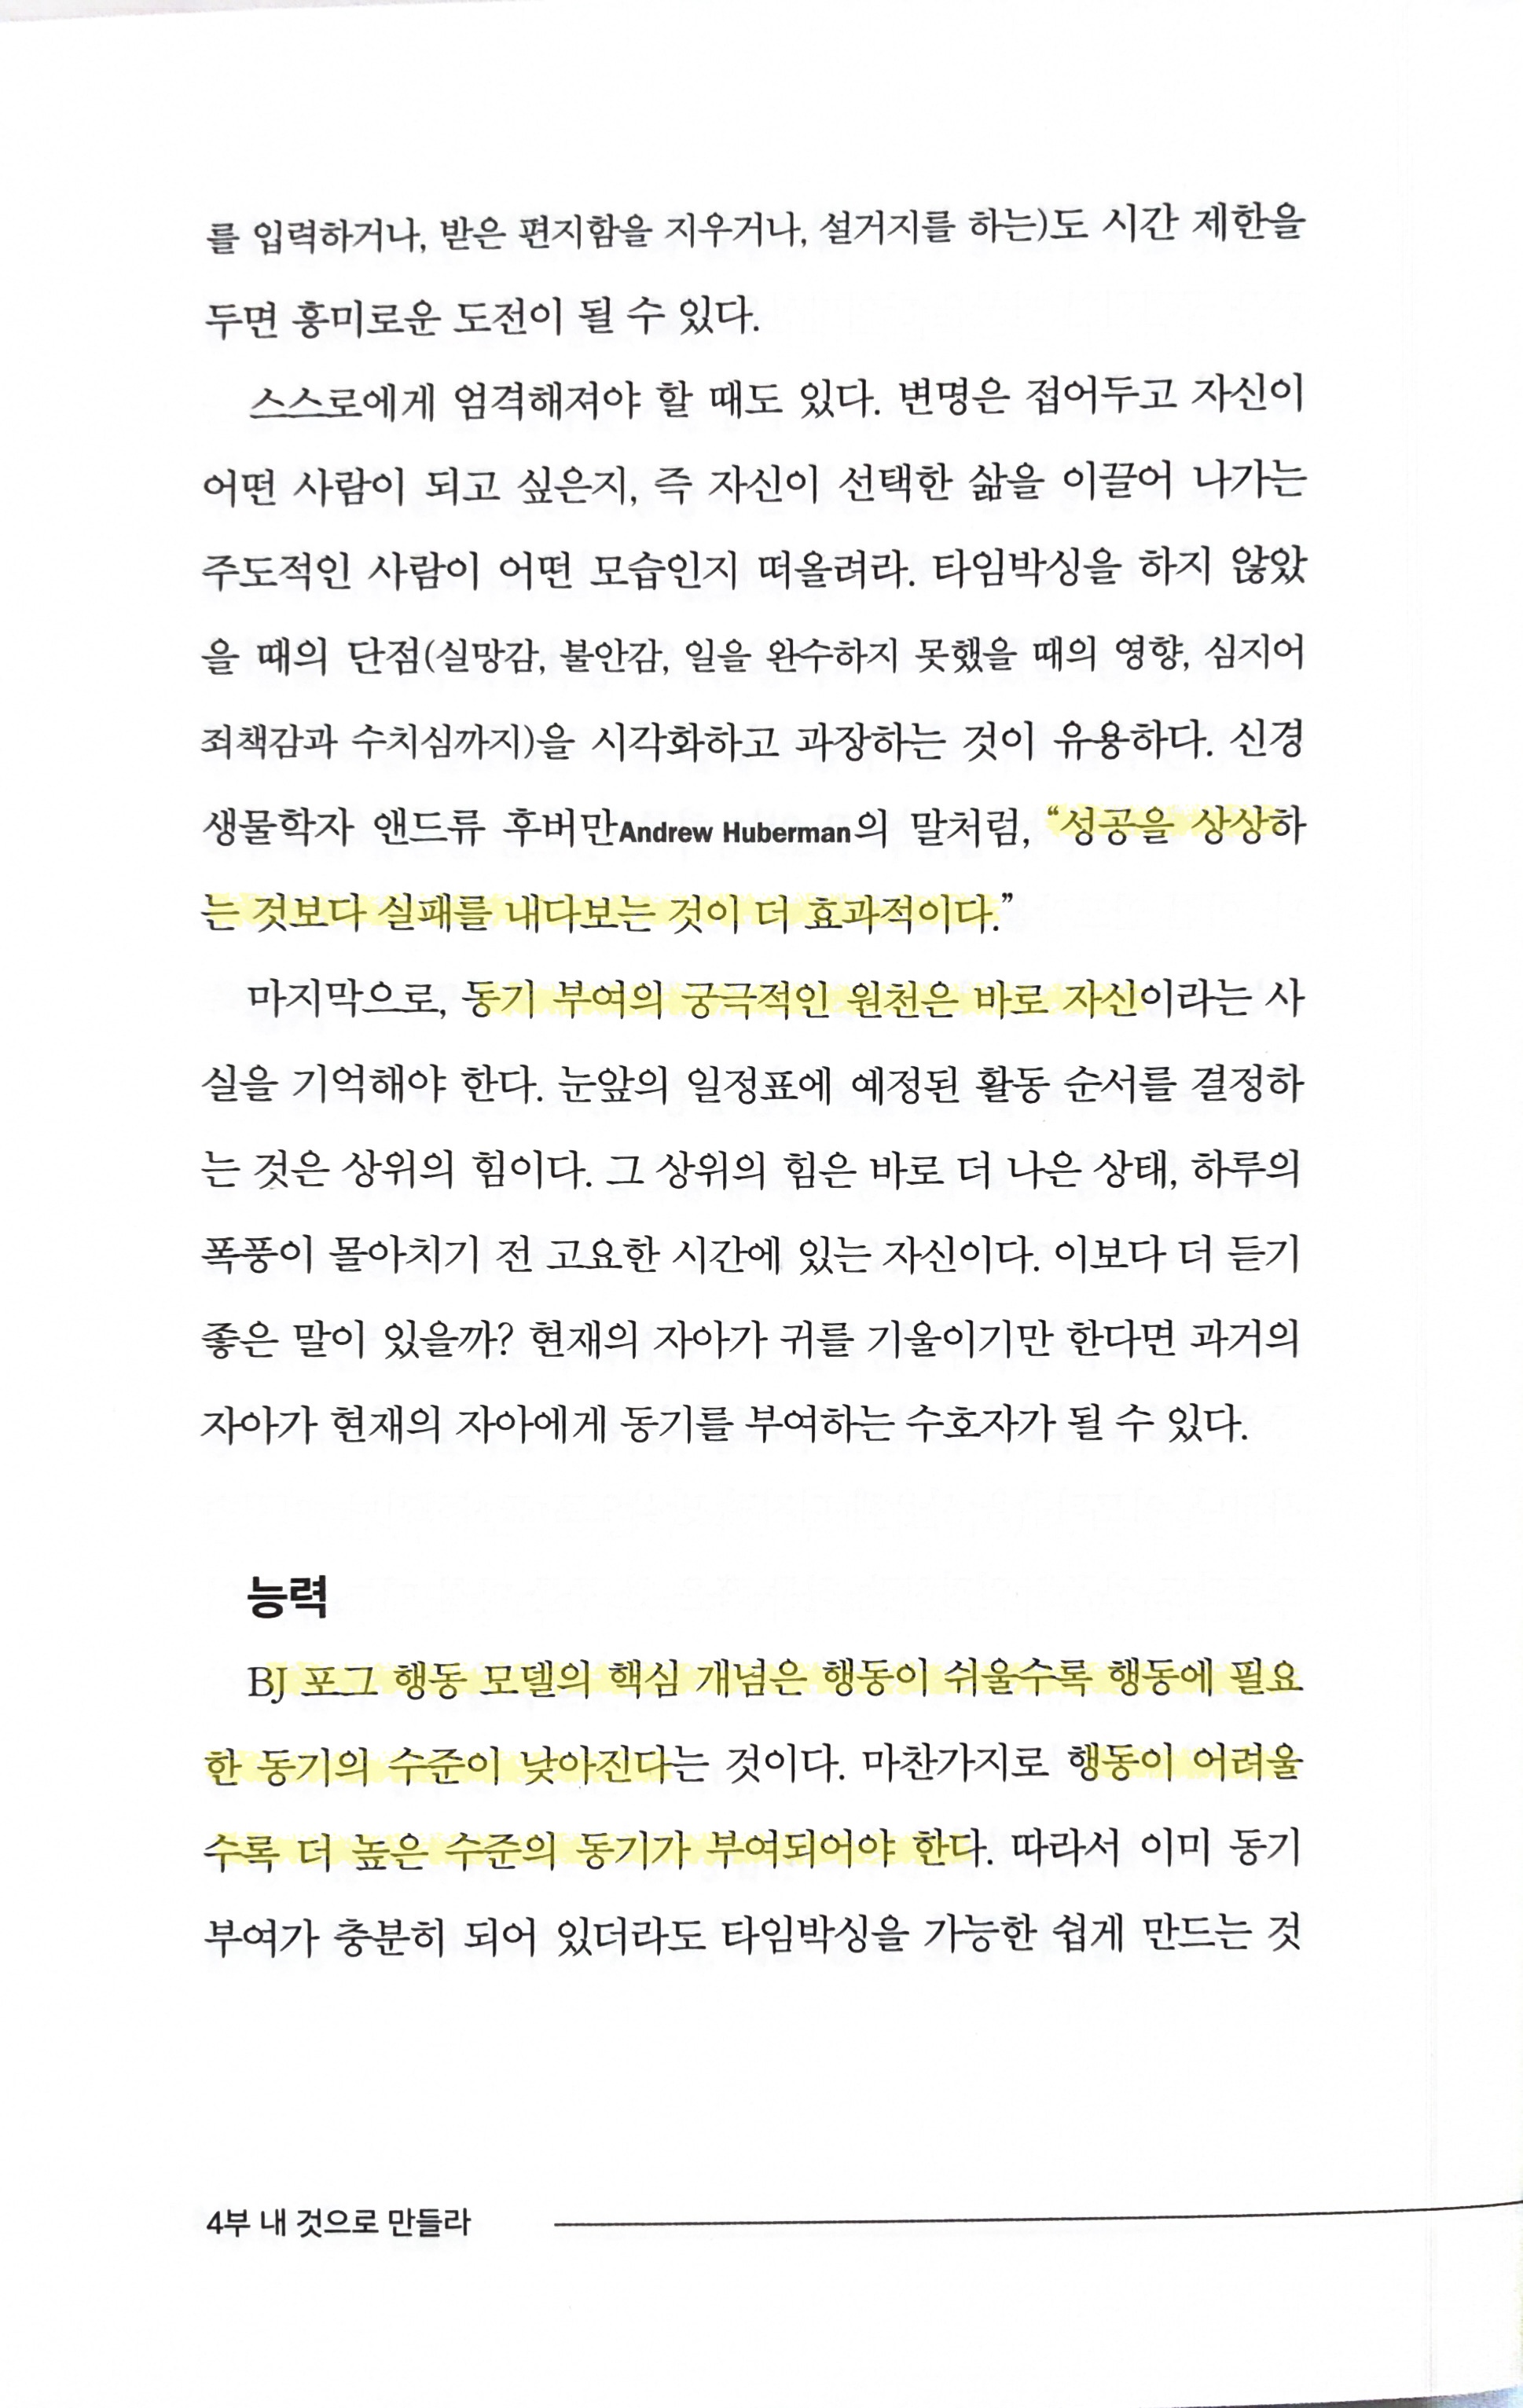 를 입력하거나, 받은 편지함을 지우거나, 설거지를 하는)도 시간 제한을
두면 흥미로운 도전이 될 수 있다.
스스로에게 엄격해져야 할 때도 있다. 변명은 접어두고 자신이
어떤 사람이 되고 싶은지, 즉 자신이 선택한 삶을 이끌어 나가는
주도적인 사람이 어떤 모습인지 떠올려라. 타임박싱을 하지 않았
을 때의 단점(실망감, 불안감, 일을 완수하지 못했을 때의 영향, 심지어
죄책감과 수치심까지)을 시각화하고 과장하는 것이 유용하다. 신경
생물학자 앤드류 후버만Andrew Huberman의 말처럼, “성공을 상상하
는 것보다 실패를 내다보는 것이 더 효과적이다.”
마지막으로, 동기 부여의 궁극적인 원천은 바로 자신이라는 사
실을 기억해야 한다. 눈앞의 일정표에 예정된 활동 순서를 결정하
는 것은 상위의 힘이다. 그 상위의 힘은 바로 더 나은 상태, 하루의
폭풍이 몰아치기 전 고요한 시간에 있는 자신이다. 이보다 더 듣기
좋은 말이 있을까? 현재의 자아가 귀를 기울이기만 한다면 과거의
자아가 현재의 자아에게 동기를 부여하는 수호자가 될 수 있다.
능력
BJ 포그 행동 모델의 핵심 개념은 행동이 쉬울수록 행동에 필요
한 동기의 수준이 낮아진다는 것이다. 마찬가지로 행동이 어려울
수록 더 높은 수준의 동기가 부여되어야 한다. 따라서 이미 동기
부여가 충분히 되어 있더라도 타임박싱을 가능한 쉽게 만드는 것
4부 내 것으로 만들라